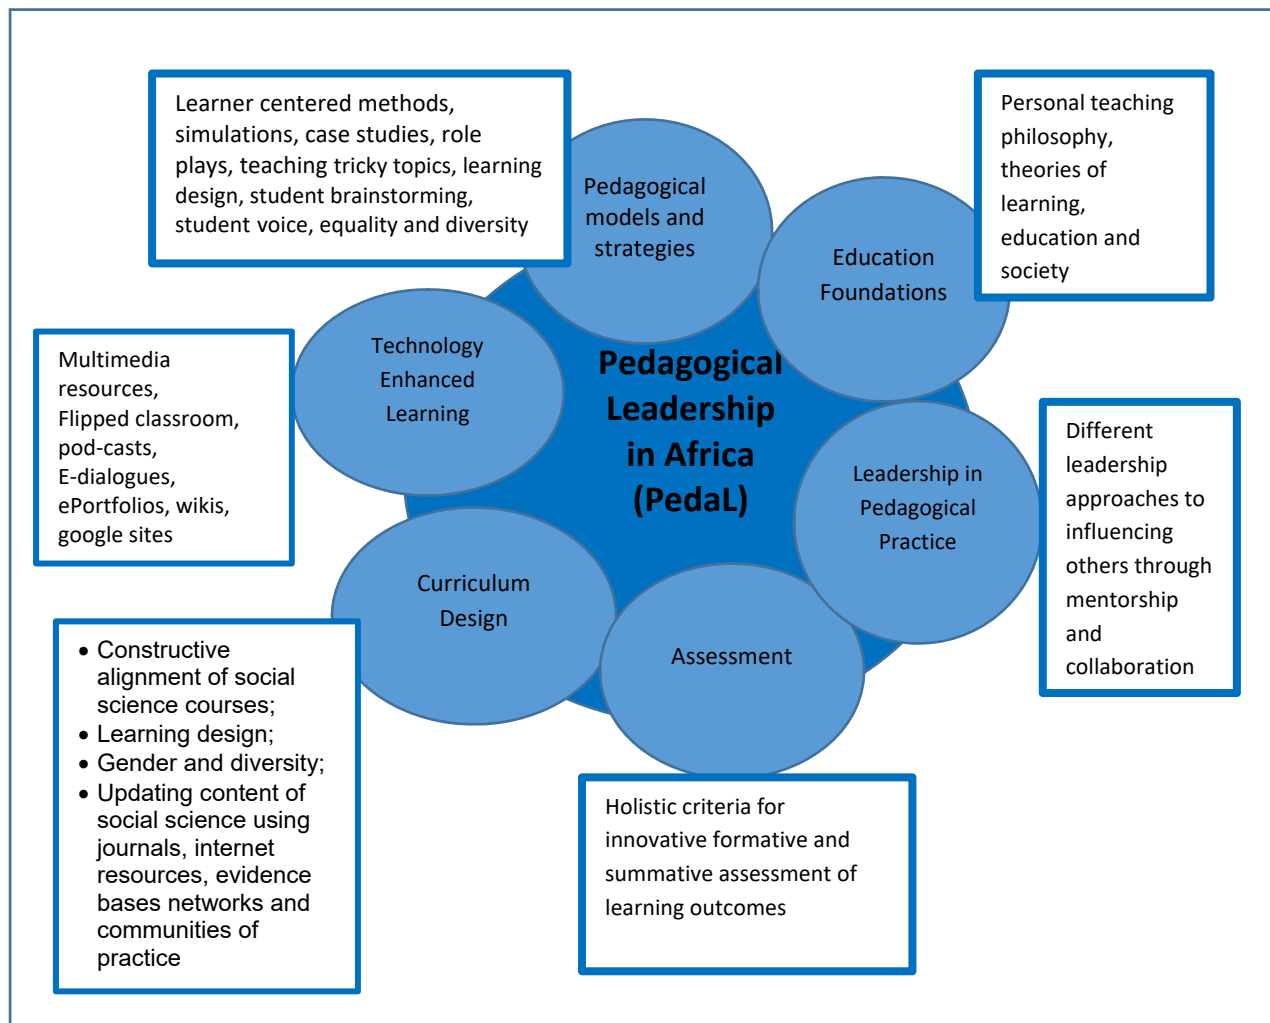 Learner centered methods,
simulations, case studies, role
plays, teaching tricky topics, learning
design, student brainstorming,
student voice, equality and diversity
Pedagogical
models and
strategies
Education
Foundations
Personal teaching
philosophy,
theories of
learning,
education and
society
Multimedia
resources,
Flipped classroom,
pod-casts,
E-dialogues,
ePortfolios, wikis,
google sites
Technology
Enhanced
Learning
Pedagogical
Leadership
in Africa
(PedaL)
Leadership in
Pedagogical
Practice
Different
leadership
approaches to
influencing
others through
mentorship
and
collaboration
Curriculum
Design
Assessment
• Constructive
alignment of social
science courses;
• Learning design;
• Gender and diversity;
• Updating content of
social science using
journals, internet
resources, evidence
bases networks and
communities of
practice
Holistic criteria for
innovative formative and
summative assessment of
learning outcomes